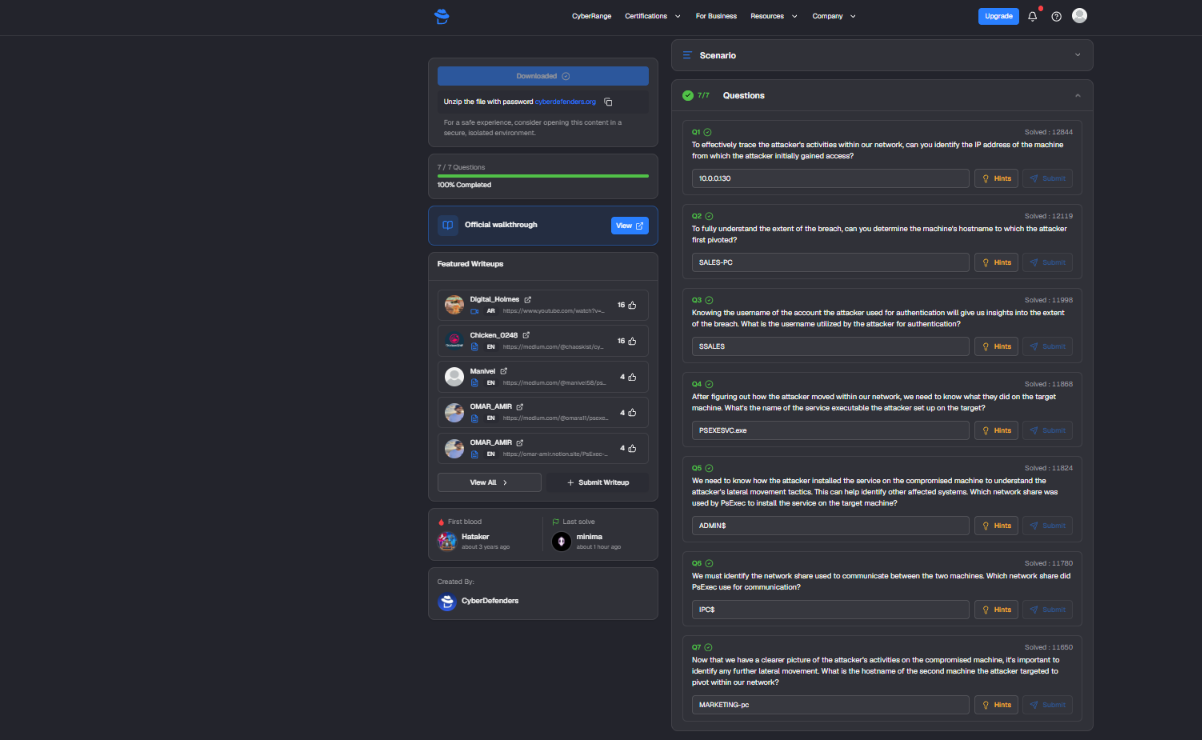 CyberRange
Certifications
For Business
Resources
Company
Upgrade
Downloaded
Unzip the file with password cyberdefenders.org
For a safe experience, consider opening this content in a
secure, isolated environment.
7 / 7 Questions
100% Completed
Official walkthrough
View
Featured Writeups
Digital_Holmes
AR https://www.youtube.com/watch?v=...
16
Chicken_0248
EN https://medium.com/@chaoskist/cy...
16
Manivel
EN
4
OMAR_AMIR
EN
4
OMAR_AMIR
EN https://omar-amir.notion.site/PsExec-...
4
View All
Submit Writeup
First blood
Hataker
about 3 years ago
Last solve
minima
about 1 hour ago
Created By:
CyberDefenders
Scenario
7/7 Questions
Q1 Solved : 12844
To effectively trace the attacker's activities within our network, can you identify the IP address of the machine
from which the attacker initially gained access?
10.0.0.130
Hints
Submit
Q2 Solved : 12119
To fully understand the extent of the breach, can you determine the machine's hostname to which the attacker
first pivoted?
SALES-PC
Hints
Submit
Q3 Solved : 11998
Knowing the username of the account the attacker used for authentication will give us insights into the extent
of the breach. What is the username utilized by the attacker for authentication?
SSALES
Hints
Submit
Q4 Solved : 11868
After figuring out how the attacker moved within our network, we need to know what they did on the target
machine. What's the name of the service executable the attacker set up on the target?
PSEXESVC.exe
Hints
Submit
Q5 Solved : 11824
We need to know how the attacker installed the service on the compromised machine to understand the
attacker's lateral movement tactics. This can help identify other affected systems. Which network share was
used by PsExec to install the service on the target machine?
ADMIN$
Hints
Submit
Q6 Solved : 11780
We must identify the network share used to communicate between the two machines. Which network share did
PsExec use for communication?
IPC$
Hints
Submit
Q7 Solved : 11650
Now that we have a clearer picture of the attacker's activities on the compromised machine, it's important to
identify any further lateral movement. What is the hostname of the second machine the attacker targeted to
pivot within our network?
MARKETING-pc
Hints
Submit